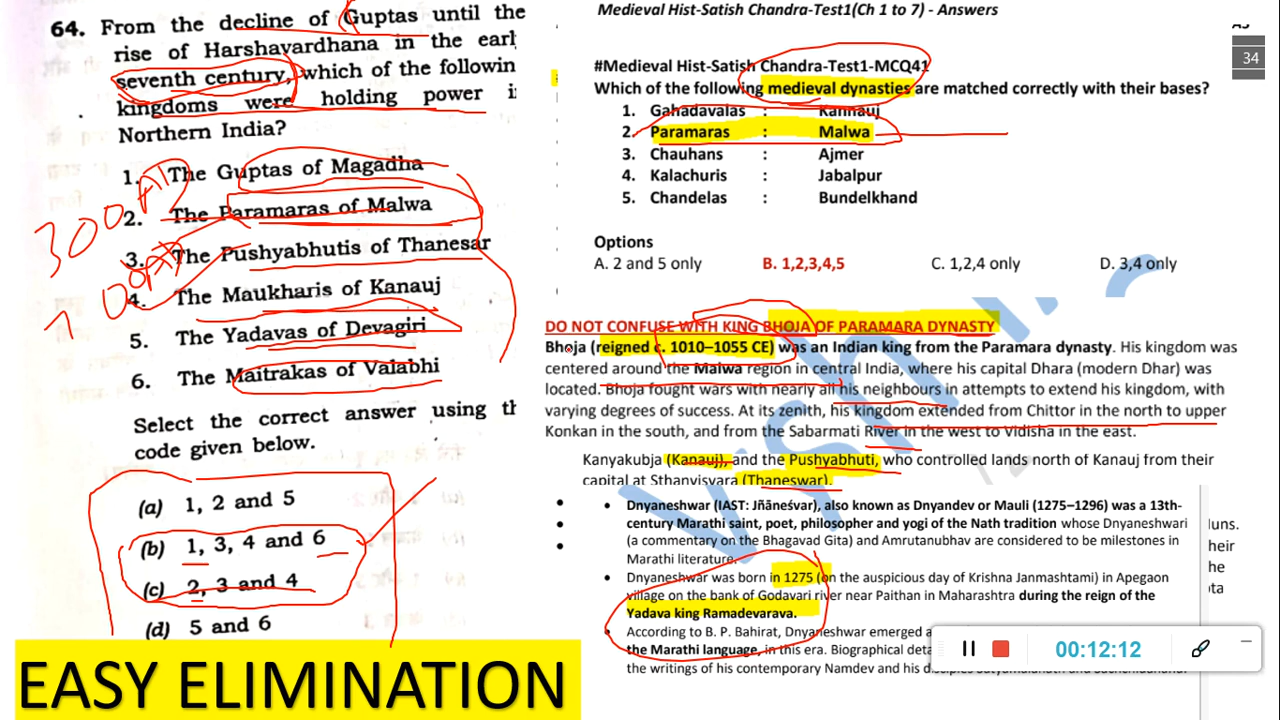 64. From the decline of Guptas until the
rise of Harshavardhana in the early
seventh century, which of the followin
kingdoms were holding power i
Northern India?
1. The Guptas of Magadha
2. The Paramaras of Malwa
3. The Pushyabhutis of Thanesar
4. The Maukharis of Kanauj
5. The Yadavas of Devagiri
6. The Maitrakas of Valabhi
Select the correct answer using th
code given below.
(a) 1, 2 and 5
(b) 1, 3, 4 and 6
(c) 2, 3 and 4
(d) 5 and 6
EASY ELIMINATION
Medieval Hist-Satish Chandra-Test1(Ch 1 to 7) - Answers
34
#Medieval Hist-Satish Chandra-Test1-MCQ41
Which of the following medieval dynasties are matched correctly with their bases?
1. Gahadavalas : Kannauj
2. Paramaras : Malwa
3. Chauhans : Ajmer
4. Kalachuris : Jabalpur
5. Chandelas : Bundelkhand
Options
A. 2 and 5 only B. 1,2,3,4,5 C. 1,2,4 only D. 3,4 only
DO NOT CONFUSE WITH KING BHOJA OF PARAMARA DYNASTY
Bhoja (reigned c. 1010–1055 CE) was an Indian king from the Paramara dynasty. His kingdom was
centered around the Malwa region in central India, where his capital Dhara (modern Dhar) was
located. Bhoja fought wars with nearly all his neighbours in attempts to extend his kingdom, with
varying degrees of success. At its zenith, his kingdom extended from Chittor in the north to upper
Konkan in the south, and from the Sabarmati River in the west to Vidisha in the east.
Kanyakubja (Kanauj), and the Pushyabhuti, who controlled lands north of Kanauj from their
capital at Sthanvisvara (Thaneswar).
• Dnyaneshwar (IAST: Jñāneśvar), also known as Dnyandev or Mauli (1275–1296) was a 13th-
century Marathi saint, poet, philosopher and yogi of the Nath tradition whose Dnyaneshwari
(a commentary on the Bhagavad Gita) and Amrutanubhav are considered to be milestones in
Marathi literature.
• Dnyaneshwar was born in 1275 (on the auspicious day of Krishna Janmashtami) in Apegaon
village on the bank of Godavari river near Paithan in Maharashtra during the reign of the
Yadava king Ramadevarava.
• According to B. P. Bahirat, Dnyaneshwar emerged a
the Marathi language, in this era. Biographical deta
the writings of his contemporary Namdev and his disciples
00:12:12